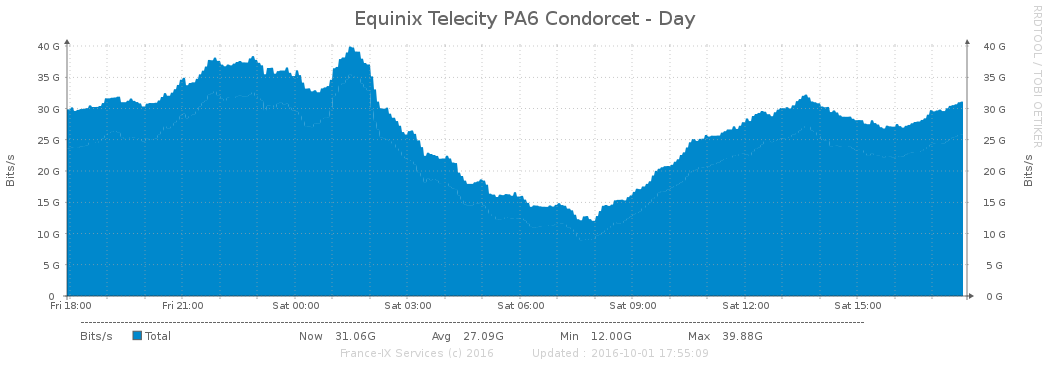 Equinix Telecity PA6 Condorcet - Day
RRDTOOL / TOBI OETIKER
Bits/s
40 G 40 G
35 G 35 G
30 G 30 G
25 G 25 G
20 G 20 G
15 G 15 G
10 G 10 G
5 G 5 G
0 0 G
Bits/s
Fri 18:00 Fri 21:00 Sat 00:00 Sat 03:00 Sat 06:00 Sat 09:00 Sat 12:00 Sat 15:00
Bits/s Total Now 31.06G Avg 27.09G Min 12.00G Max 39.88G
France-IX Services (c) 2016 Updated : 2016-10-01 17:55:09